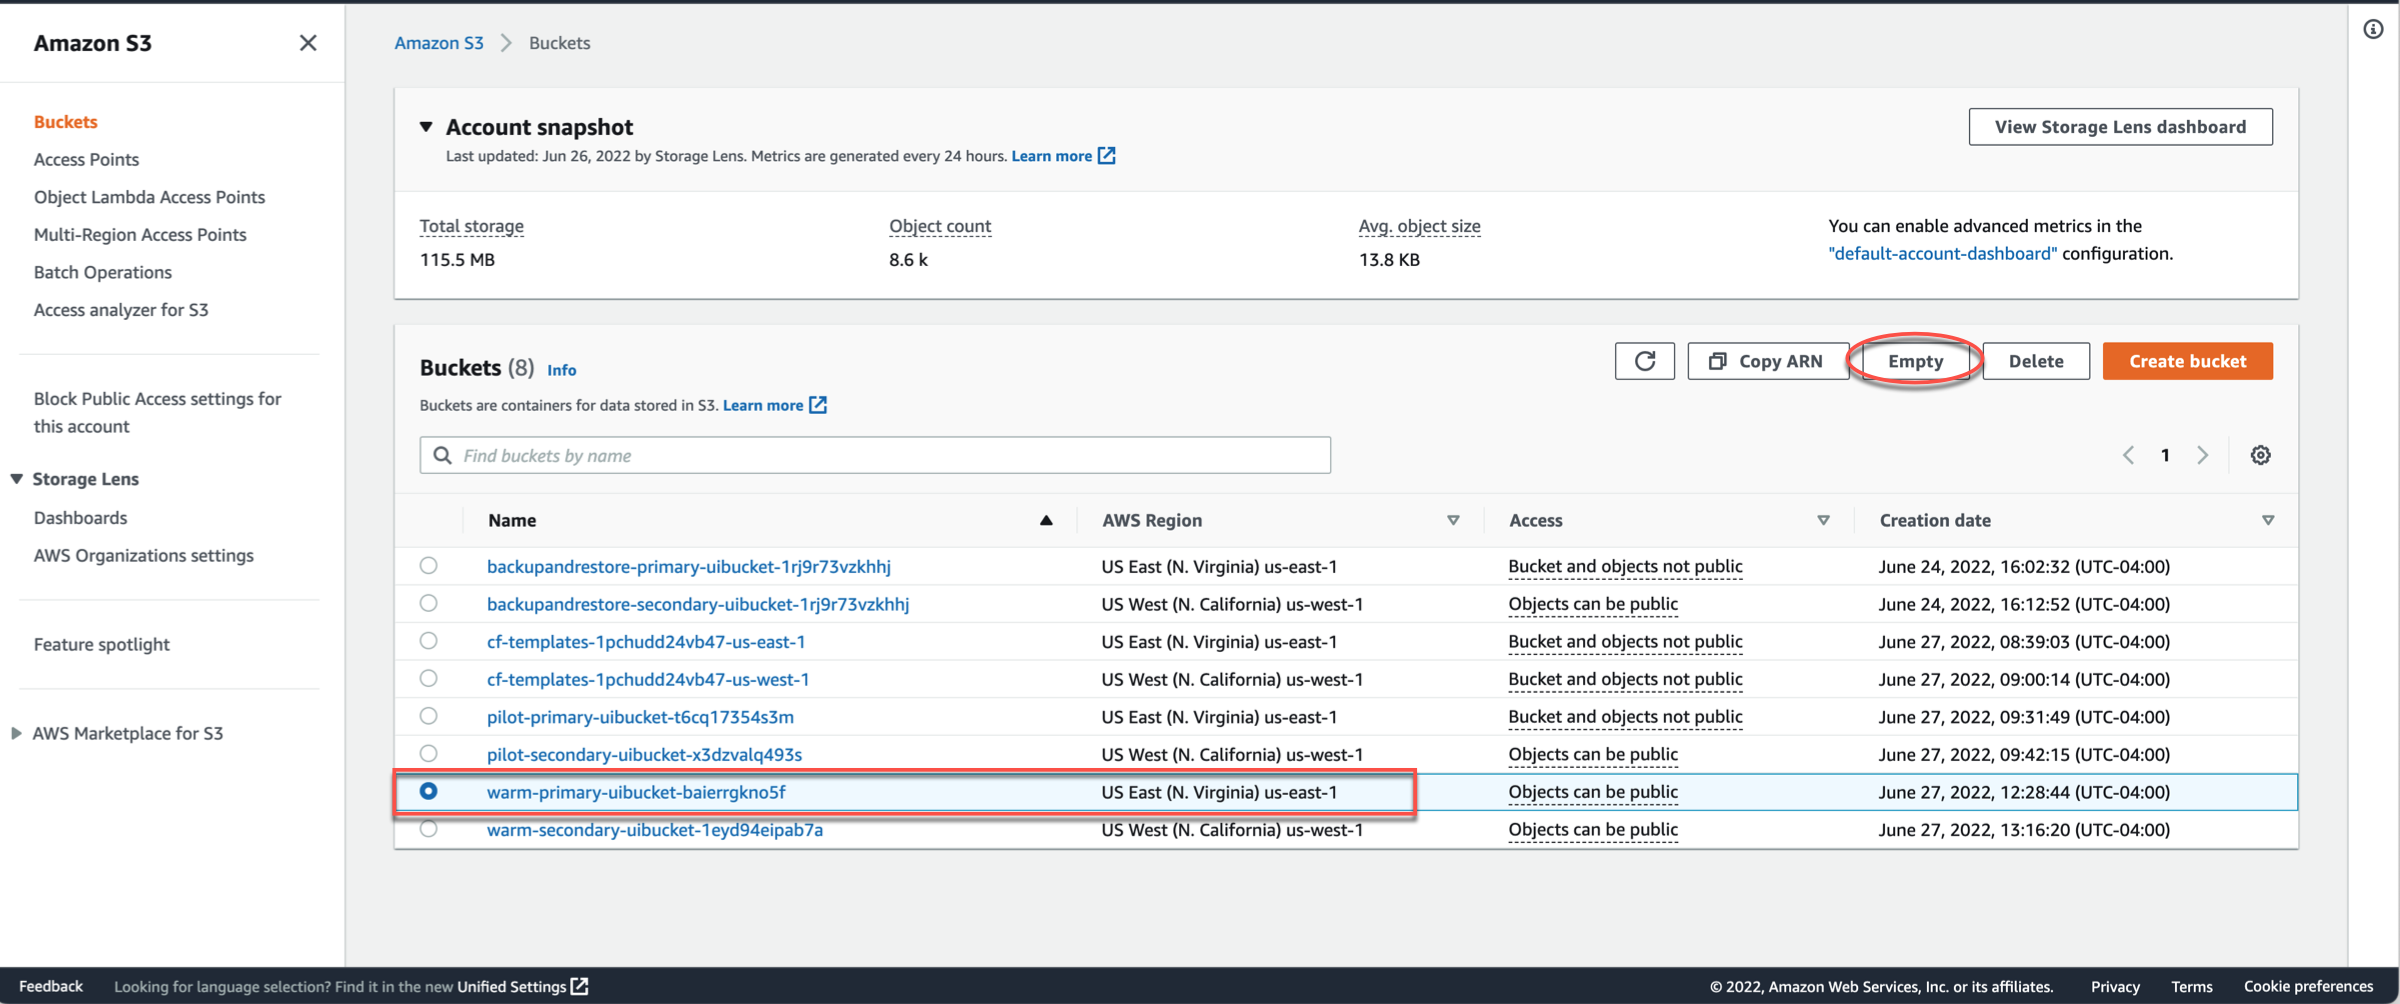 Amazon S3
Buckets
Access Points
Object Lambda Access Points
Multi-Region Access Points
Batch Operations
Access analyzer for S3
Block Public Access settings for
this account
Storage Lens
Dashboards
AWS Organizations settings
Feature spotlight
AWS Marketplace for S3
Amazon S3 > Buckets
Account snapshot
Last updated: Jun 26, 2022 by Storage Lens. Metrics are generated every 24 hours. Learn more
View Storage Lens dashboard
Total storage Object count Avg. object size
115.5 MB 8.6 k 13.8 KB
You can enable advanced metrics in the
"default-account-dashboard" configuration.
Buckets (8) Info
Copy ARN Empty Delete Create bucket
Buckets are containers for data stored in S3. Learn more
Find buckets by name
1
Name AWS Region Access Creation date
backupandrestore-primary-uibucket-1rj9r73vzkhhj US East (N. Virginia) us-east-1 Bucket and objects not public June 24, 2022, 16:02:32 (UTC-04:00)
backupandrestore-secondary-uibucket-1rj9r73vzkhhj US West (N. California) us-west-1 Objects can be public June 24, 2022, 16:12:52 (UTC-04:00)
cf-templates-1pchudd24vb47-us-east-1 US East (N. Virginia) us-east-1 Bucket and objects not public June 27, 2022, 08:39:03 (UTC-04:00)
cf-templates-1pchudd24vb47-us-west-1 US West (N. California) us-west-1 Bucket and objects not public June 27, 2022, 09:00:14 (UTC-04:00)
pilot-primary-uibucket-t6cq17354s3m US East (N. Virginia) us-east-1 Bucket and objects not public June 27, 2022, 09:31:49 (UTC-04:00)
pilot-secondary-uibucket-x3dzvalq493s US West (N. California) us-west-1 Objects can be public June 27, 2022, 09:42:15 (UTC-04:00)
warm-primary-uibucket-baierrgkno5f US East (N. Virginia) us-east-1 Objects can be public June 27, 2022, 12:28:44 (UTC-04:00)
warm-secondary-uibucket-1eyd94eipab7a US West (N. California) us-west-1 Objects can be public June 27, 2022, 13:16:20 (UTC-04:00)
Feedback Looking for language selection? Find it in the new Unified Settings © 2022, Amazon Web Services, Inc. or its affiliates. Privacy Terms Cookie preferences